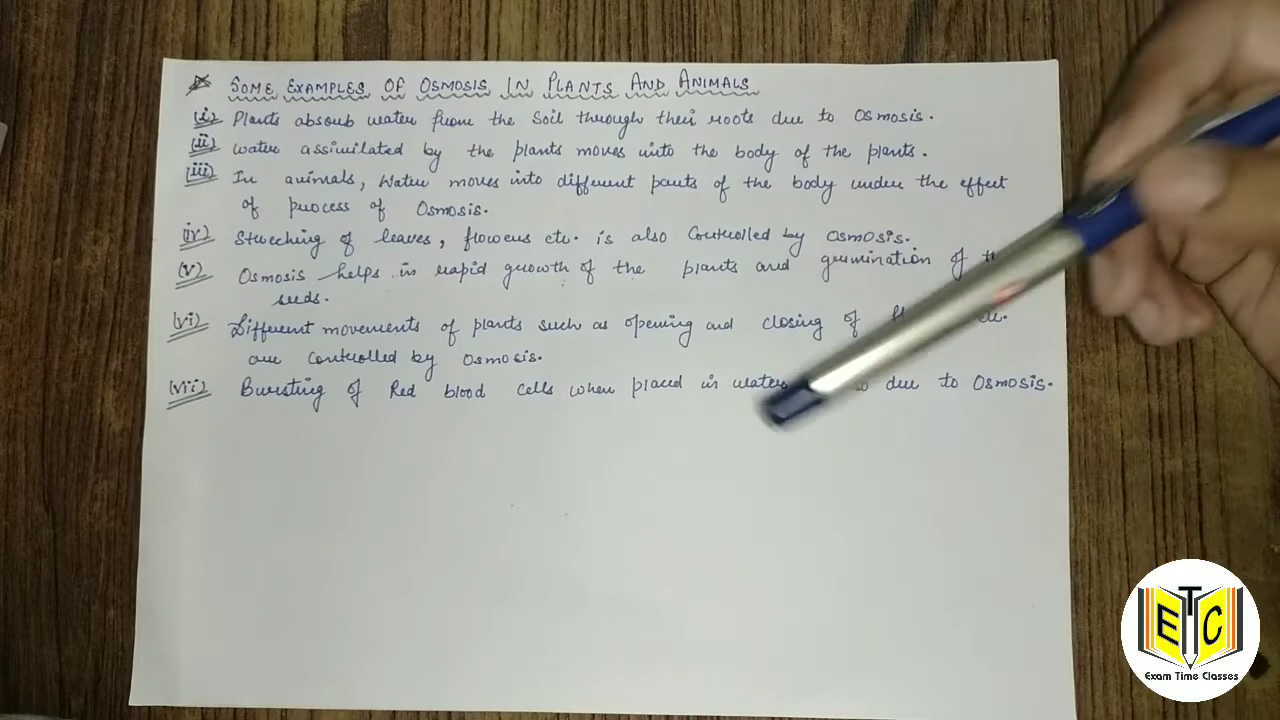 SOME EXAMPLES OF OSMOSIS IN PLANTS AND ANIMALS
(i) Plants absorb water from the soil through their roots due to Osmosis.
(ii) water assimilated by the plants moves into the body of the plants.
(iii) In animals, water moves into different parts of the body under the effect
of process of Osmosis.
(iv) Streching of leaves, flowers etc. is also controlled by osmosis.
(v) Osmosis helps in rapid growth of the plants and germination of
seeds.
(vi) Different movements of plants such as opening and closing of
are controlled by osmosis.
(vii) Bursting of Red blood cells when placed in water due to Osmosis.
ETC
Exam Time Classes